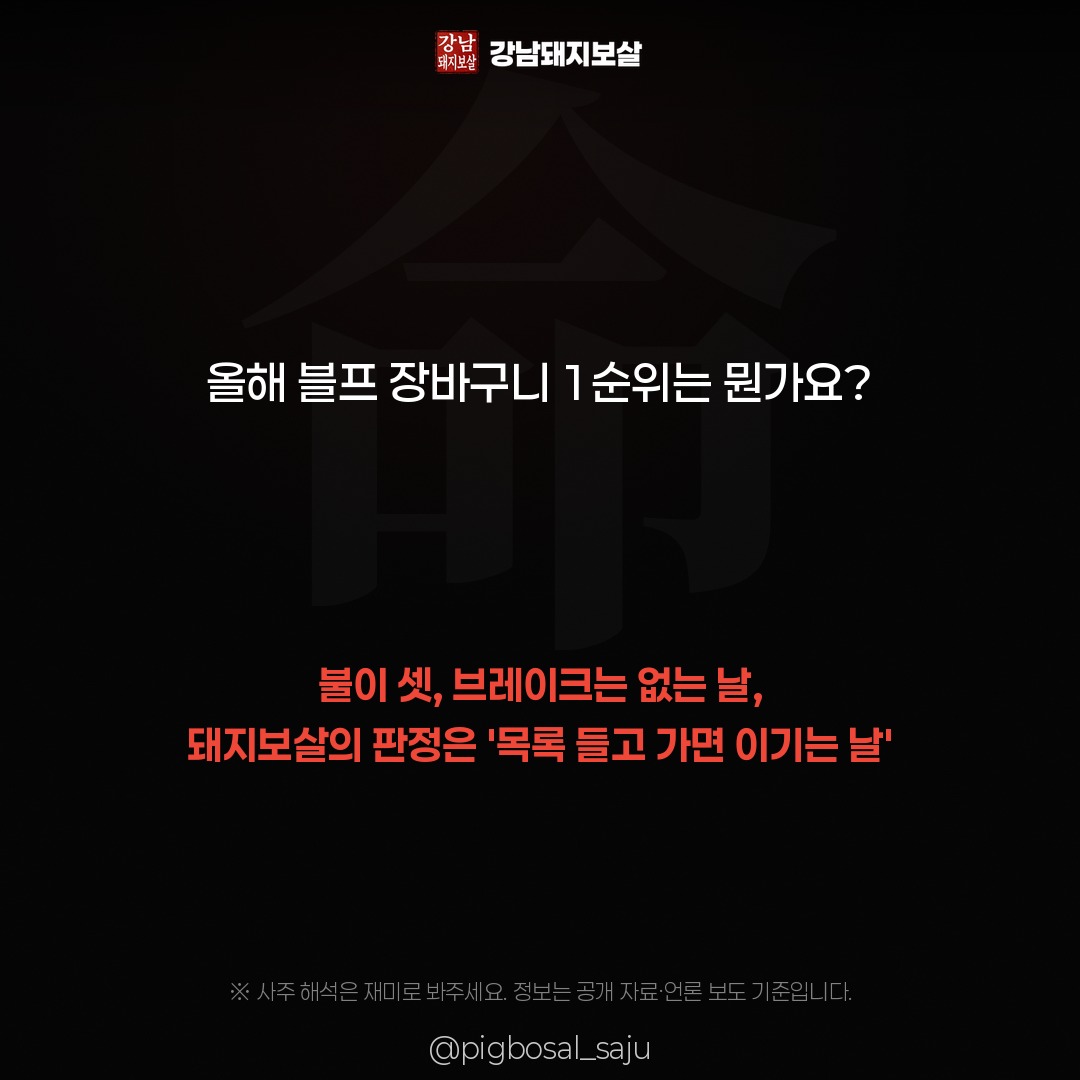 강남
돼지보살
강남돼지보살
命
올해 블프 장바구니 1순위는 뭔가요?
불이 셋, 브레이크는 없는 날,
돼지보살의 판정은 '목록 들고 가면 이기는 날'
※ 사주 해석은 재미로 봐주세요. 정보는 공개 자료·언론 보도 기준입니다.
@pigbosal_saju